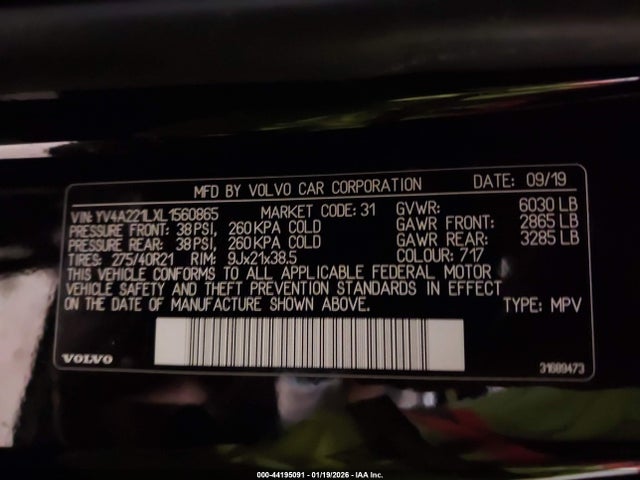 MFD BY VOLVO CAR CORPORATION DATE: 09/19
VIN: YV4A221LXL1560865 MARKET CODE: 31 GVWR: 6030 LB
PRESSURE FRONT: 38 PSI, 260 KPA COLD GAWR FRONT: 2865 LB
PRESSURE REAR: 38 PSI, 260 KPA COLD GAWR REAR: 3285 LB
TIRES: 275/40R21 RIM: 9Jx21x38.5 COLOUR: 717
THIS VEHICLE CONFORMS TO ALL APPLICABLE FEDERAL MOTOR
VEHICLE SAFETY AND THEFT PREVENTION STANDARDS IN EFFECT
ON THE DATE OF MANUFACTURE SHOWN ABOVE. TYPE: MPV
VOLVO 31689473
000-44195091 - 01/19/2026 - IAA Inc.